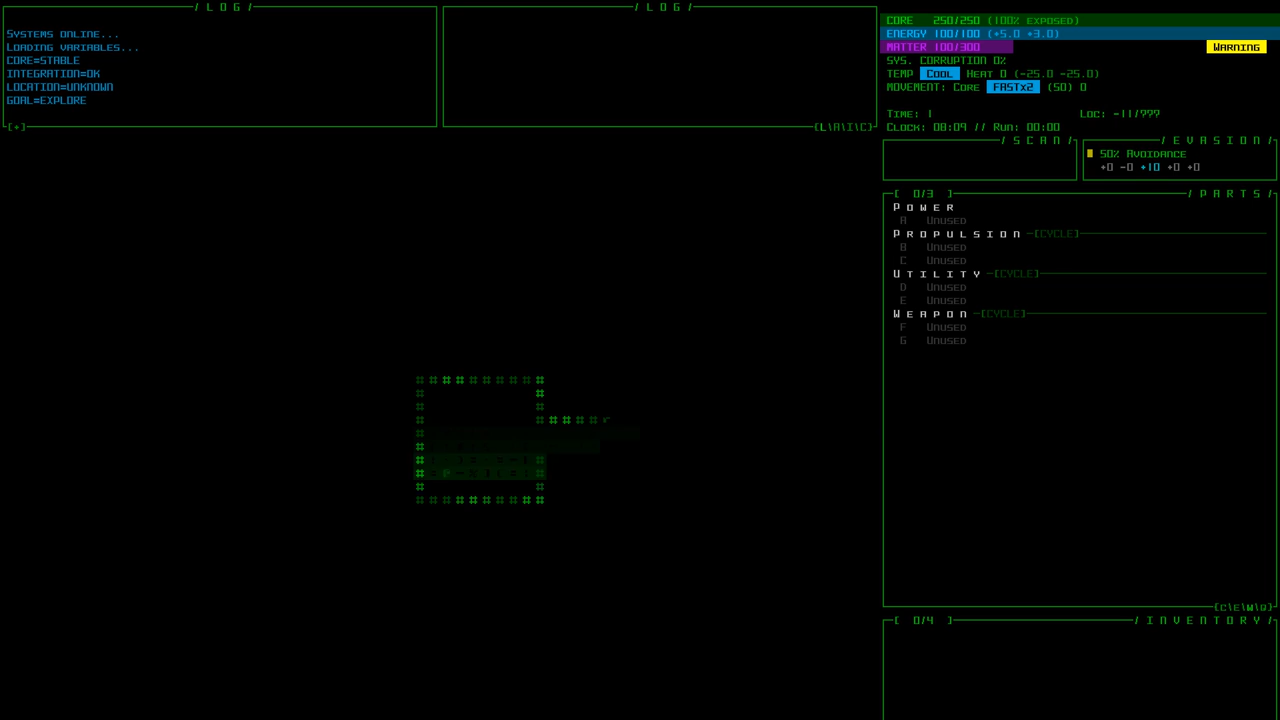 / L O G /
Systems online...
Loading variables...
CORE=STABLE
INTEGRATION=OK
LOCATION=UNKNOWN
GOAL=EXPLORE
[+]
/ L O G /
[L\A\I\C]
CORE 250/250 (100% EXPOSED)
ENERGY 100/100 (+5.0 +3.0)
MATTER 100/300
WARNING
SYS. CORRUPTION 0%
TEMP Cool Heat 0 (-25.0 -25.0)
MOVEMENT: Core FASTx2 (50) 0
Time: 1 Loc: -11/???
Clock: 00:09 // Run: 00:00
/ S C A N /
/ E V A S I O N /
50% Avoidance
+0 -0 +10 +0 +0
[ 0/3 ] / P A R T S /
Power
A Unused
Propulsion [CYCLE]
B Unused
C Unused
Utility [CYCLE]
D Unused
E Unused
Weapon [CYCLE]
F Unused
G Unused
[C\E\W\Q]
[ 0/4 ] / I N V E N T O R Y /